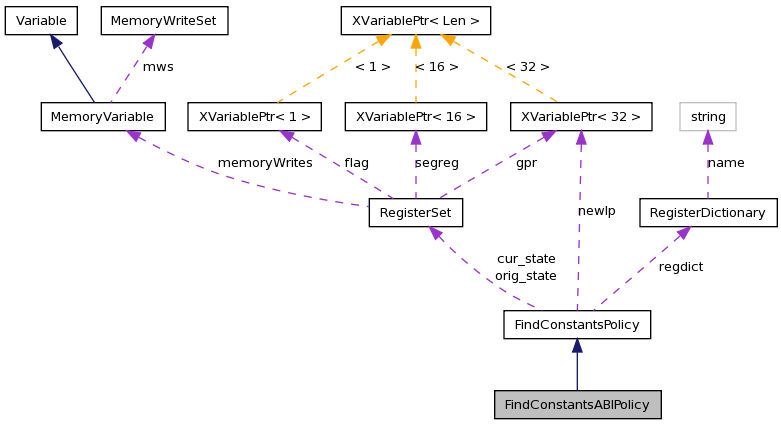 Variable
MemoryWriteSet
XVariablePtr< Len >
mws
< 1 >
< 16 >
< 32 >
MemoryVariable
XVariablePtr< 1 >
XVariablePtr< 16 >
XVariablePtr< 32 >
string
memoryWrites
flag
segreg
gpr
name
RegisterSet
newIp
RegisterDictionary
cur_state
orig_state
regdict
FindConstantsPolicy
FindConstantsABIPolicy